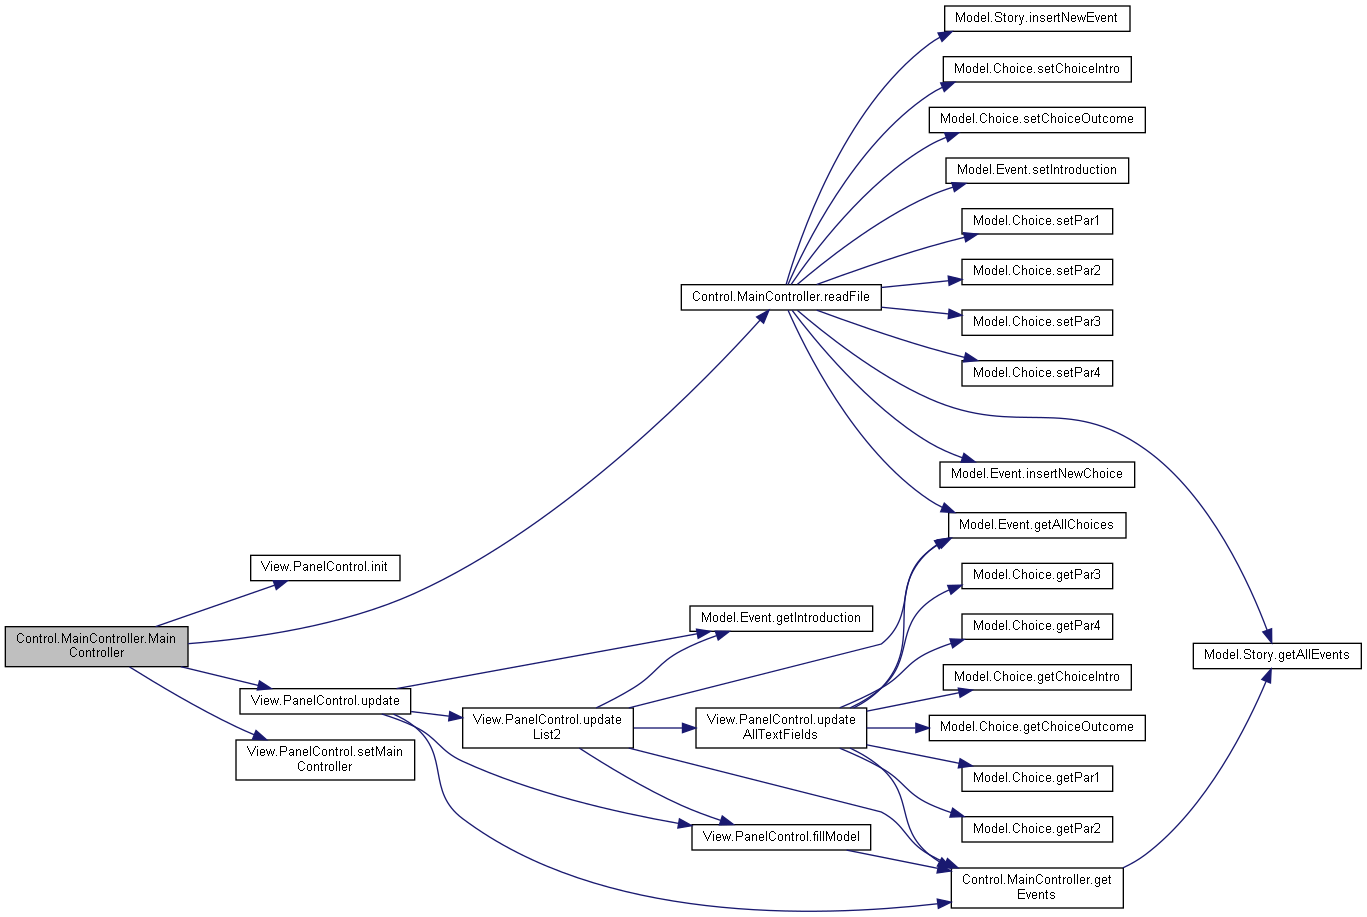 Model.Story.insertNewEvent
Model.Choice.setChoiceIntro
Model.Choice.setChoiceOutcome
Model.Event.setIntroduction
Model.Choice.setPar1
Model.Choice.setPar2
Control.MainController.readFile
Model.Choice.setPar3
Model.Choice.setPar4
Model.Event.insertNewChoice
Model.Event.getAllChoices
View.PanelControl.init
Model.Choice.getPar3
Model.Event.getIntroduction
Model.Choice.getPar4
Control.MainController.Main
Controller
Model.Story.getAllEvents
Model.Choice.getChoiceIntro
View.PanelControl.update
View.PanelControl.update
List2
View.PanelControl.update
AllTextFields
Model.Choice.getChoiceOutcome
View.PanelControl.setMain
Controller
Model.Choice.getPar1
Model.Choice.getPar2
View.PanelControl.fillModel
Control.MainController.get
Events